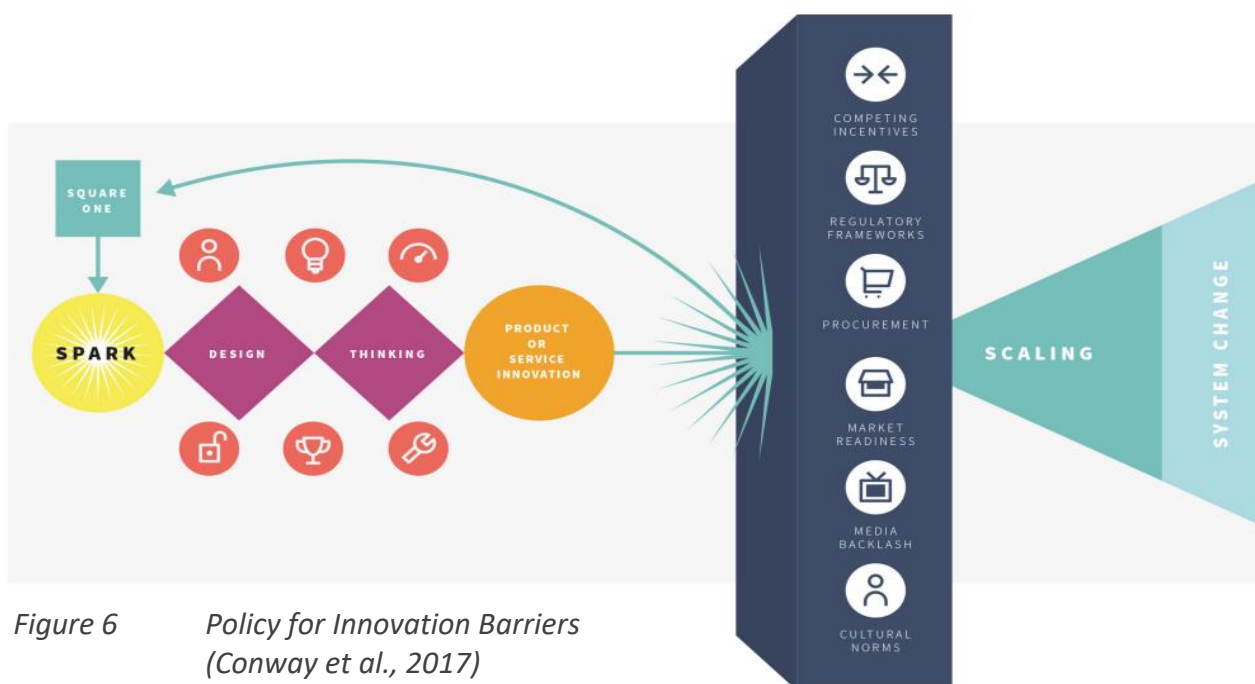 SQUARE
ONE
SPARK
DESIGN
THINKING
PRODUCT
OR
SERVICE
INNOVATION
COMPETING
INCENTIVES
REGULATORY
FRAMEWORKS
PROCUREMENT
MARKET
READINESS
MEDIA
BACKLASH
CULTURAL
NORMS
SCALING
SYSTEM CHANGE
Figure 6 Policy for Innovation Barriers
(Conway et al., 2017)